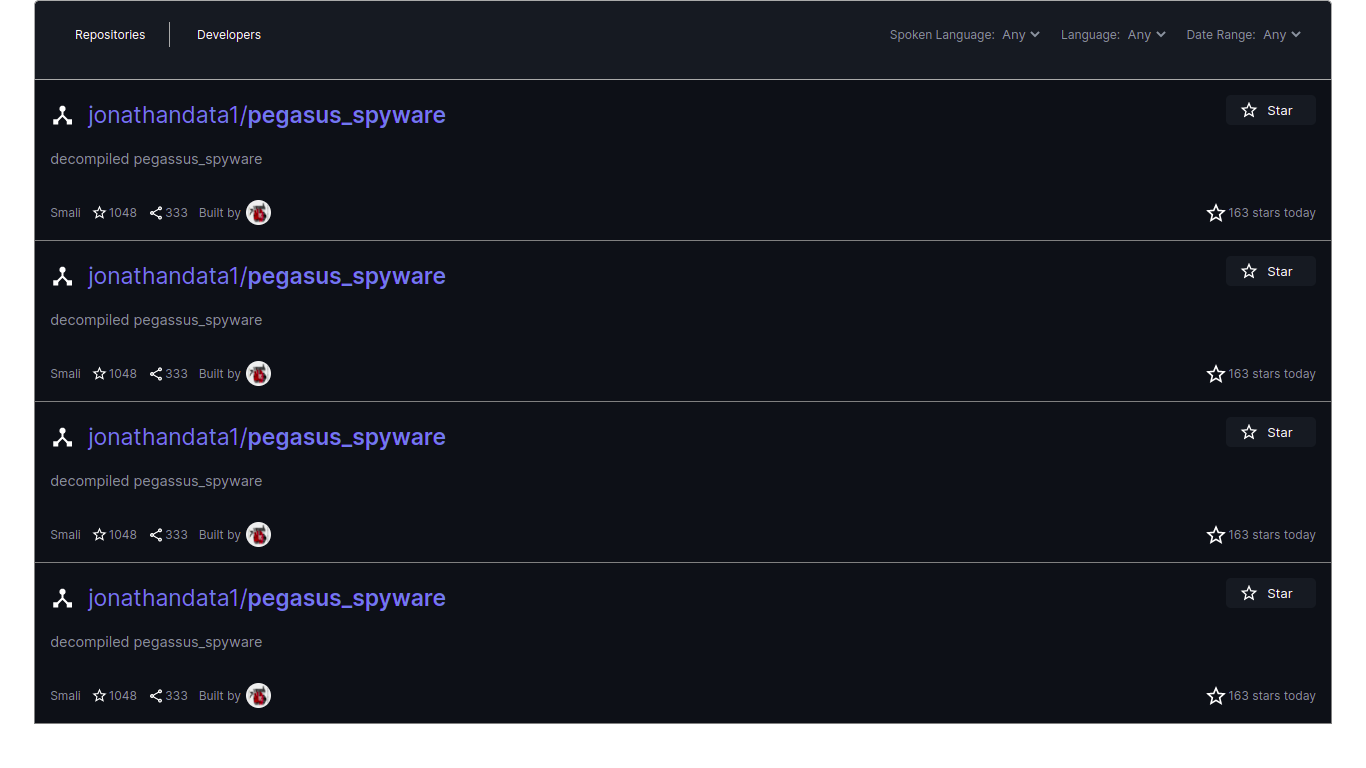 Repositories Developers Spoken Language: Any Language: Any Date Range: Any
jonathandata1/pegasus_spyware Star
decompiled pegassus_spyware
Smali 1048 333 Built by 163 stars today
jonathandata1/pegasus_spyware Star
decompiled pegassus_spyware
Smali 1048 333 Built by 163 stars today
jonathandata1/pegasus_spyware Star
decompiled pegassus_spyware
Smali 1048 333 Built by 163 stars today
jonathandata1/pegasus_spyware Star
decompiled pegassus_spyware
Smali 1048 333 Built by 163 stars today